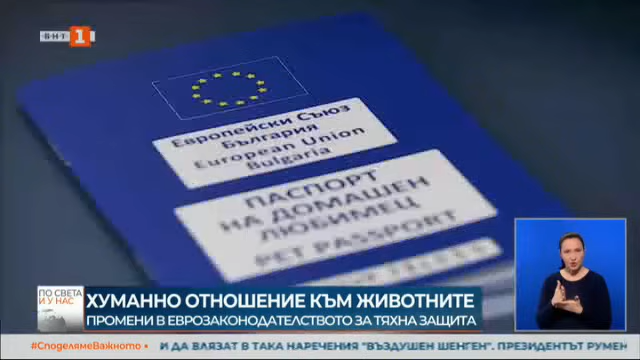 БНТ 1
Европейски Съюз
България
European Union
Bulgaria
ПАСПОРТ
НА ДОМАШЕН
ЛЮБИМЕЦ
PET PASSPORT
ПО СВЕТА
И У НАС
ХУМАННО ОТНОШЕНИЕ КЪМ ЖИВОТНИТЕ
ПРОМЕНИ В ЕВРОЗАКОНОДАТЕЛСТВОТО ЗА ТЯХНА ЗАЩИТА
#СподелямеВажното • И ДА ВЛЯЗАТ В ТАКА НАРЕЧЕНИЯ "ВЪЗДУШЕН ШЕНГЕН". ПРЕЗИДЕНТЪТ РУМЕН